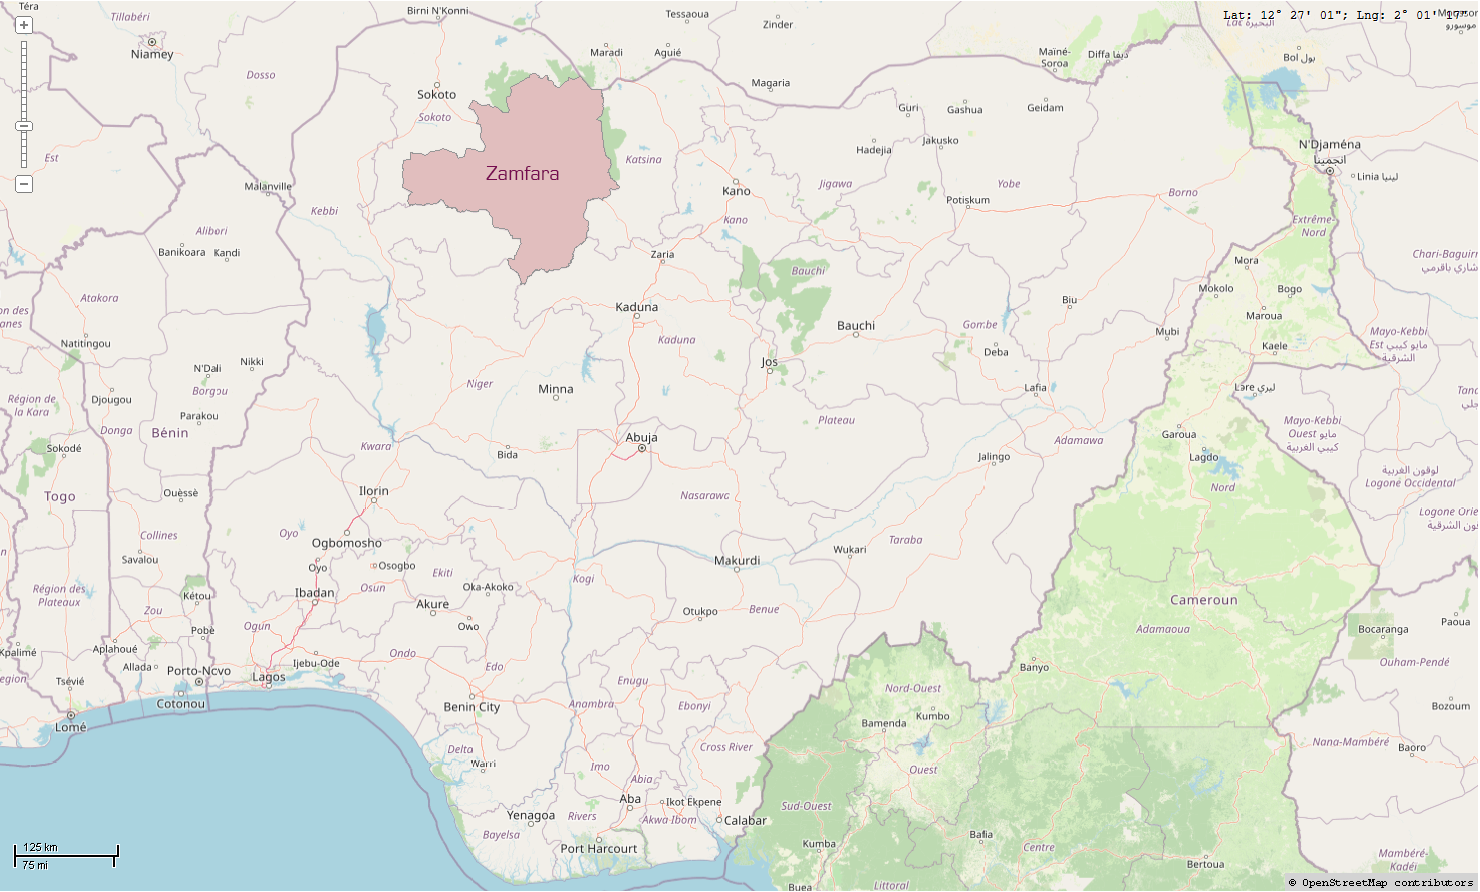 Téra
Tillabéri
Birni N'Konni
Tessaoua
Zinder
Lat: 12° 27' 01"; Lng: 2° 01' 17"
Niamey
Maradi
Aguié
Maïné-
Soroa
Diffa ديفا
Bol بول
Dosso
Magaria
Sokoto
Sokoto
Guri
Gashua
Geidam
Est
Hadejia
Jakusko
N'Djaména
انجمينا
Katsina
Zamfara
Linia لينيا
Malanville
Kebbi
Kano
Jigawa
Yobe
Borno
Potiskum
Kano
Extrême-
Nord
Alibori
Banikoara
Kandi
Zaria
Mora
Chari-Baguirmi
Bauchi
Mokolo
Bogo
Atakora
Kaduna
Biu
Maroua
Bauchi
Gombe
Mubi
Mayo-Kebbi
Est مايو كيبي
الشرقية
Natitingou
Kaduna
Deba
Kaele
Nikki
N'Dali
Jos
Niger
Minna
Lafia
Lere ليري
Borgou
Région de
la Kara
Djougou
Parakou
Plateau
Mayo-Kebbi
Ouest مايو
كيبي الغربية
Donga
Bénin
Abuja
Garoua
Sokodé
Kwara
Bida
Adamawa
Jalingo
Lagdo
لوقون الغربية
Logone Occidental
Togo
Ouèssè
Ilorin
Nasarawa
Nord
Collines
Oyo
Ogbomosho
Taraba
Savalou
Oyo
Osogbo
Ekiti
Kogi
Makurdi
Wukari
Région des
Plateaux
Kétou
Ibadan
Osun
Oka-Akoko
Cameroun
Zou
Akure
Otukpo
Benue
Paoua
Ogun
Owo
Adamaoua
Bocaranga
Pobè
Kpalimé
Aplahoué
Allada
Porto-Novo
Ijebu-Ode
Ondo
Edo
Banyo
Ouham-Pendé
Tsévié
Lagos
Enugu
Nord-Ouest
Cotonou
Benin City
Anambra
Ebonyi
Kumbo
Bozoum
Lomé
Bamenda
Delta
Cross River
Nana-Mambéré
Baoro
Warri
Imo
Abia
Ouest
Aba
Ikot Ekpene
Sud-Ouest
Yenagoa
Rivers
Akwa-Ibom
Calabar
Bayelsa
Bafia
125 km
75 mi
Port Harcourt
Kumba
Centre
Mambéré-
Kadéï
Bertoua
Buea
Littoral
© OpenStreetMap contributors